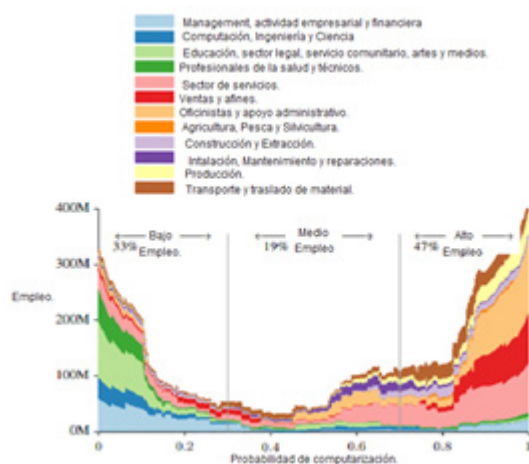 Management, actividad empresarial y financiera
Computación, Ingeniería y Ciencia
Educación, sector legal, servicio comunitario, artes y medios.
Profesionales de la salud y técnicos.
Sector de servicios.
Ventas y afines.
Oficinistas y apoyo administrativo.
Agricultura, Pesca y Silvicultura.
Construcción y Extracción.
Intalación, Mantenimiento y reparaciones.
Producción.
Transporte y traslado de material.
400M
300M
200M
100M
0M
Empleo.
Bajo
33% Empleo.
Medio
19% Empleo
Alto
47% Empleo
0
0.2
0.4
0.6
0.8
1
Probabilidad de computarización.